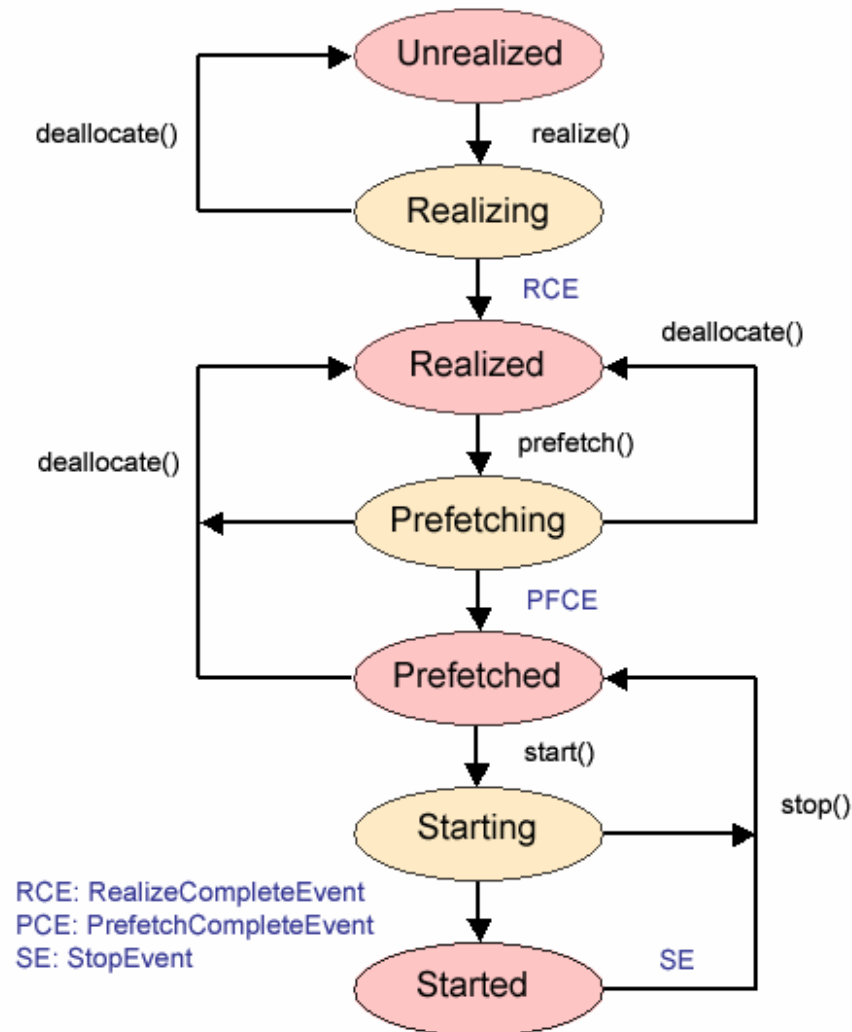 Unrealized
deallocate()
realize()
Realizing
RCE
deallocate()
Realized
deallocate()
prefetch()
Prefetching
PFCE
Prefetched
start()
stop()
Starting
RCE: RealizeCompleteEvent
PCE: PrefetchCompleteEvent
SE: StopEvent
SE
Started